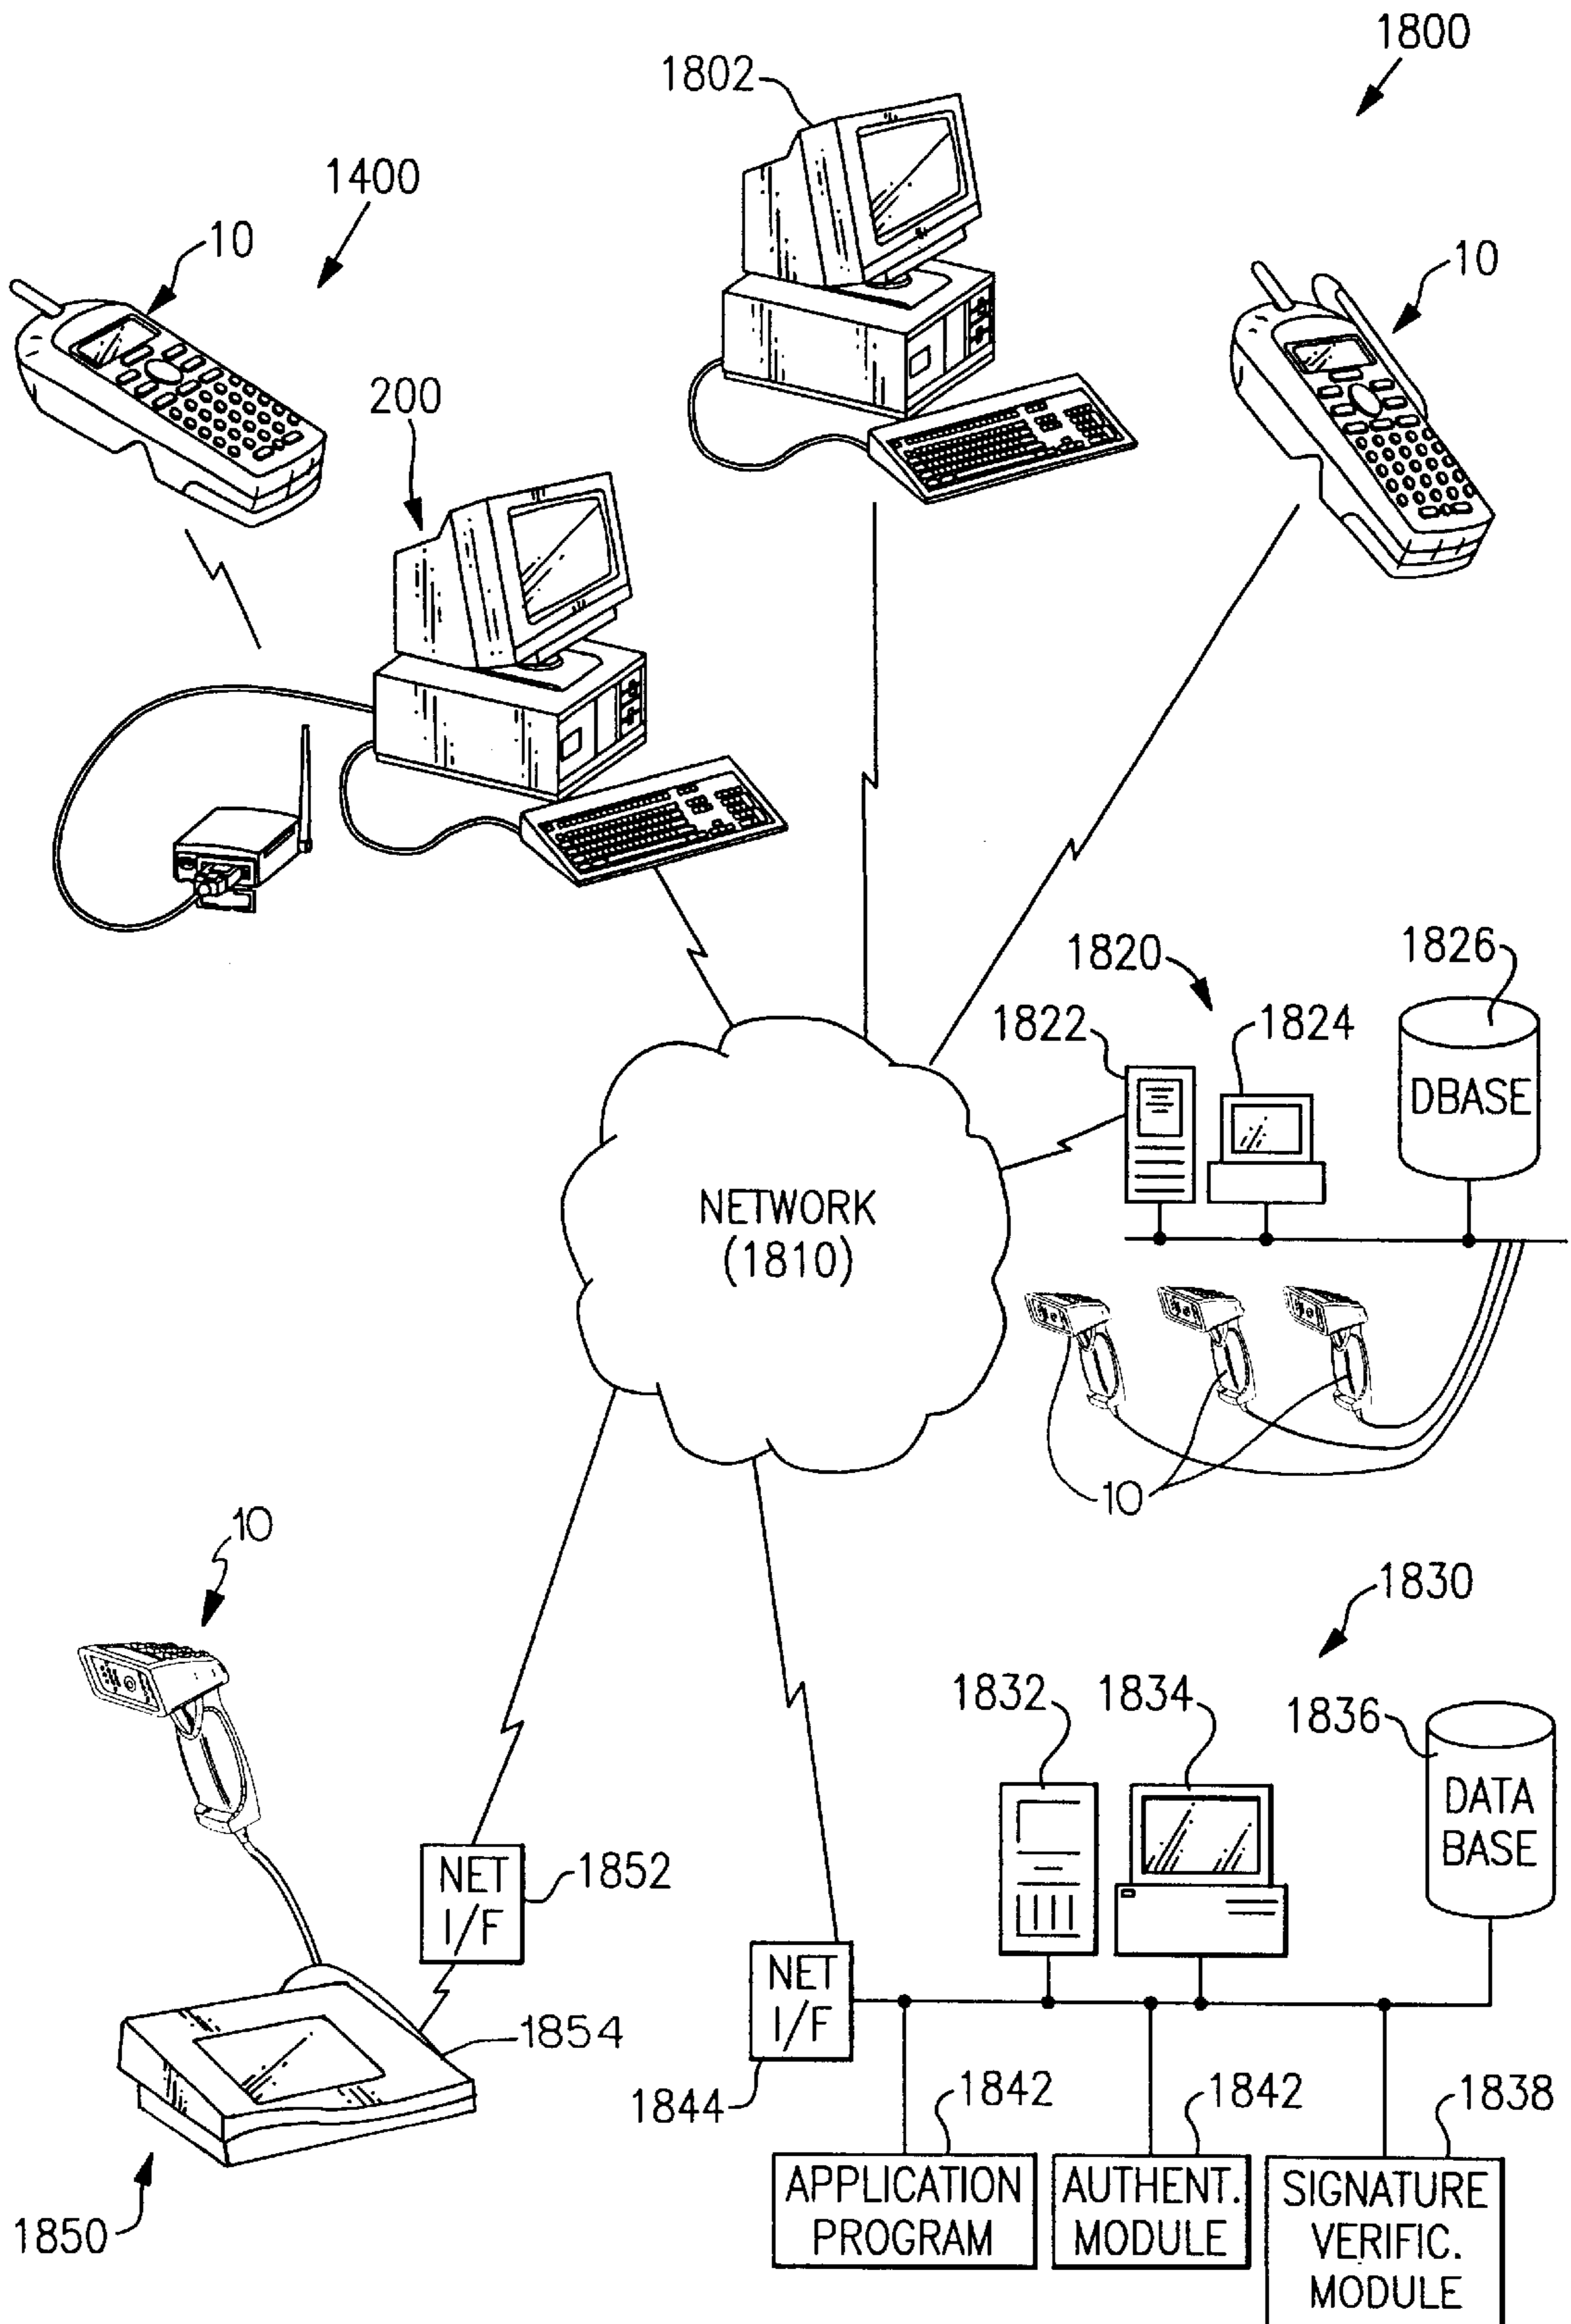 1800
1802
1400
10
10
200
1820
1826
1822
1824
DBASE
NETWORK
(1810)
10
10
1830
1832
1834
1836
DATA
BASE
NET
I/F
1852
NET
I/F
1854
1844
1842
1842
1838
APPLICATION
PROGRAM
AUTHENT.
MODULE
SIGNATURE
VERIFIC.
MODULE
1850